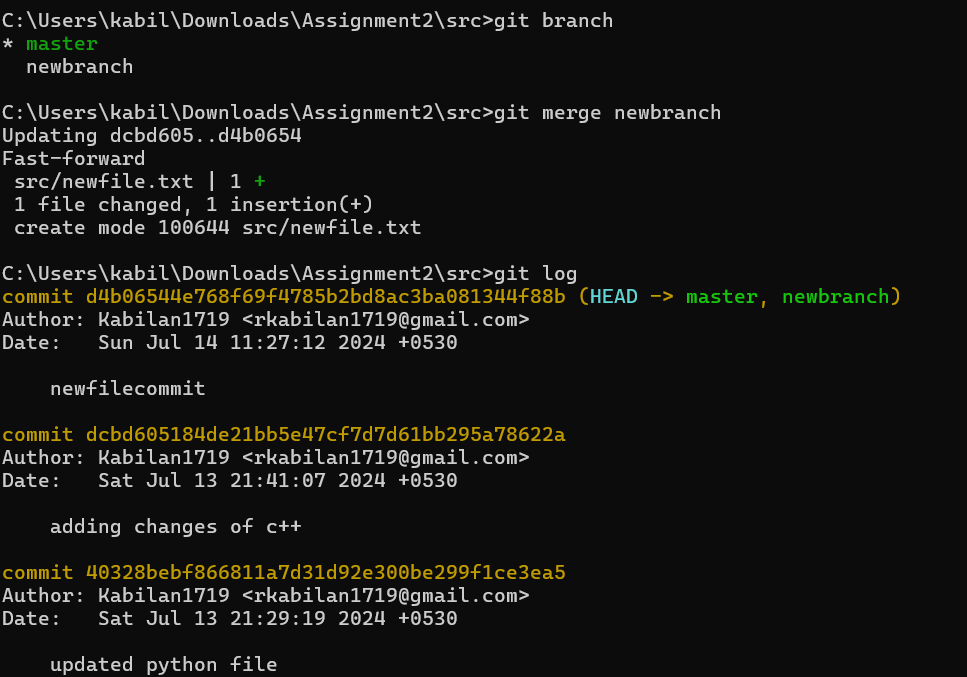 C:\Users\kabil\Downloads\Assignment2\src>git branch
* master
  newbranch

C:\Users\kabil\Downloads\Assignment2\src>git merge newbranch
Updating dcbd605..d4b0654
Fast-forward
 src/newfile.txt | 1 +
 1 file changed, 1 insertion(+)
 create mode 100644 src/newfile.txt

C:\Users\kabil\Downloads\Assignment2\src>git log
commit d4b06544e768f69f4785b2bd8ac3ba081344f88b (HEAD -> master, newbranch)
Author: Kabilan1719 <rkabilan1719@gmail.com>
Date:   Sun Jul 14 11:27:12 2024 +0530

    newfilecommit

commit dcbd605184de21bb5e47cf7d7d61bb295a78622a
Author: Kabilan1719 <rkabilan1719@gmail.com>
Date:   Sat Jul 13 21:41:07 2024 +0530

    adding changes of c++

commit 40328bebf866811a7d31d92e300be299f1ce3ea5
Author: Kabilan1719 <rkabilan1719@gmail.com>
Date:   Sat Jul 13 21:29:19 2024 +0530

    updated python file